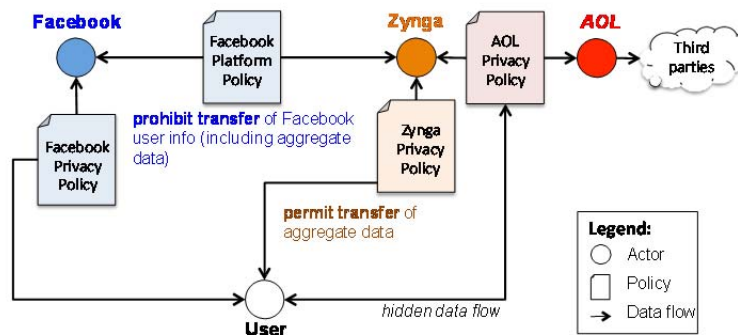 Facebook
Zynga
AOL
Facebook
Platform
Policy
AOL
Privacy
Policy
Third
parties
prohibit transfer of Facebook
user info (including aggregate
data)
Facebook
Privacy
Policy
Zynga
Privacy
Policy
permit transfer of
aggregate data
Legend:
Actor
Policy
Data flow
hidden data flow
User